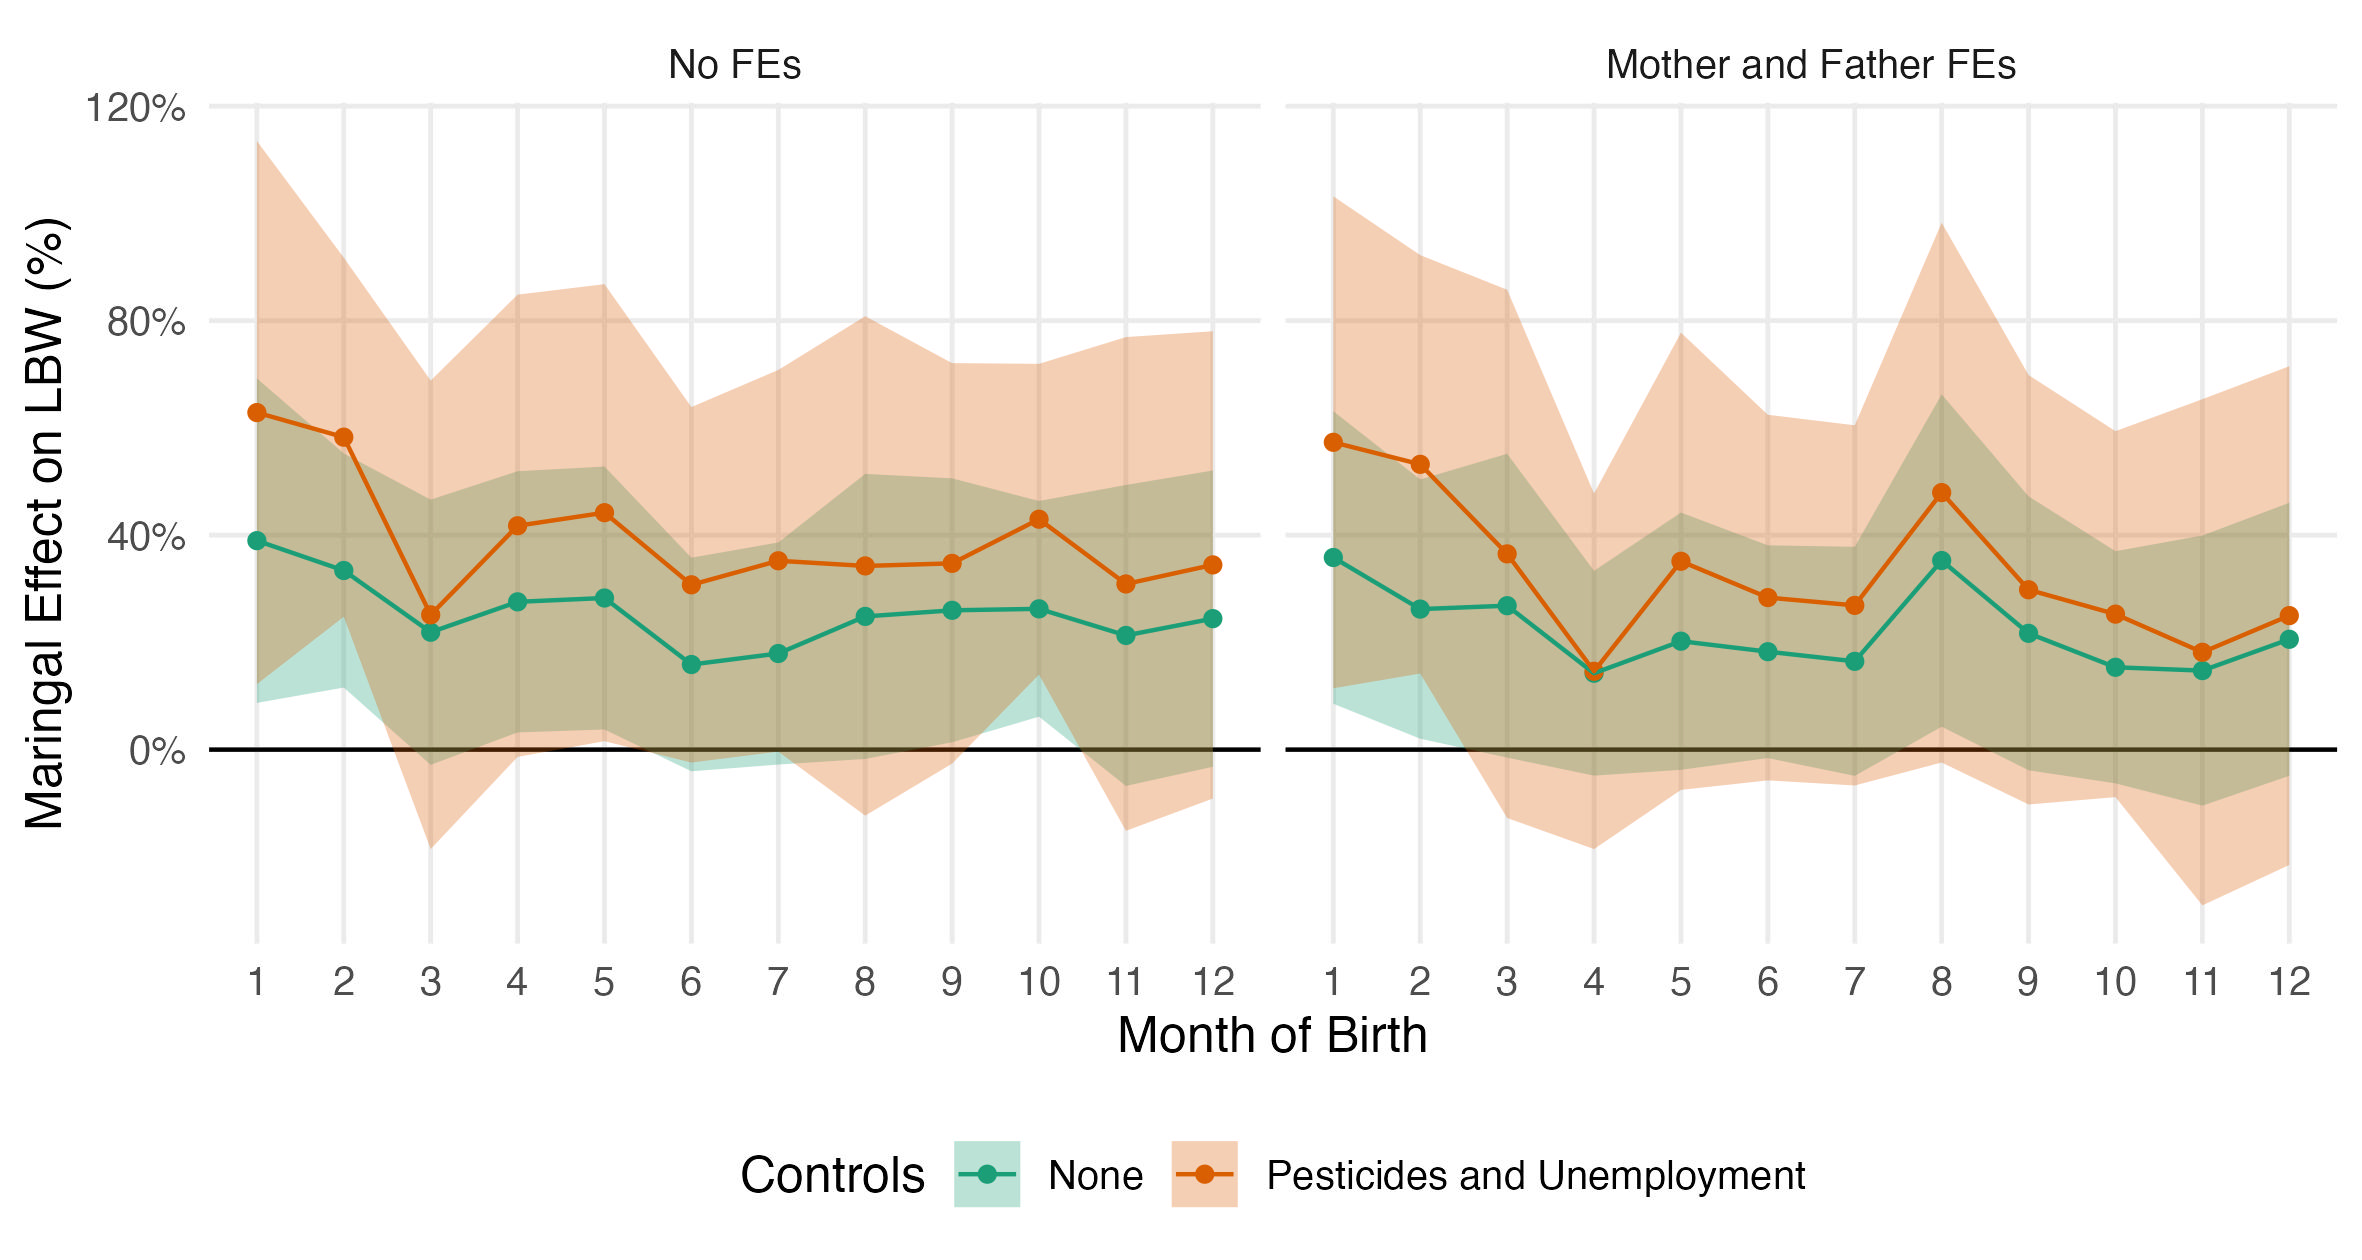 No FEs
Mother and Father FEs
Maringal Effect on LBW (%)
120%
80%
40%
0%
1 2 3 4 5 6 7 8 9 10 11 12
1 2 3 4 5 6 7 8 9 10 11 12
Month of Birth
Controls None Pesticides and Unemployment